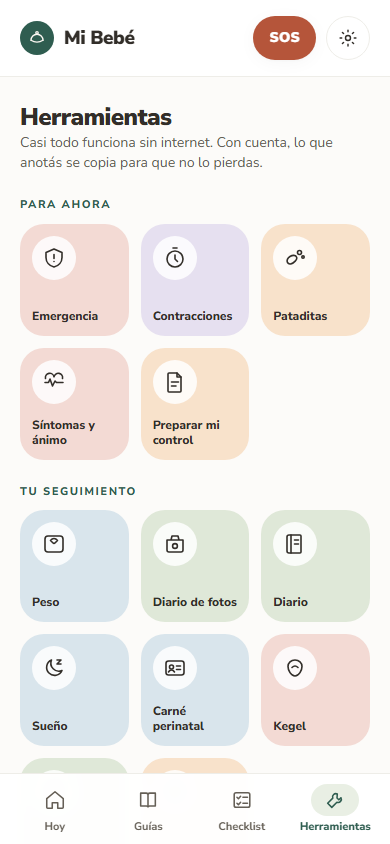 Mi Bebé
SOS
Herramientas
Casi todo funciona sin internet. Con cuenta, lo que
anotás se copia para que no lo pierdas.
PARA AHORA
Emergencia
Contracciones
Pataditas
Síntomas y
ánimo
Preparar mi
control
TU SEGUIMIENTO
Peso
Diario de fotos
Diario
Sueño
Carné
perinatal
Kegel
Hoy
Guías
Checklist
Herramientas